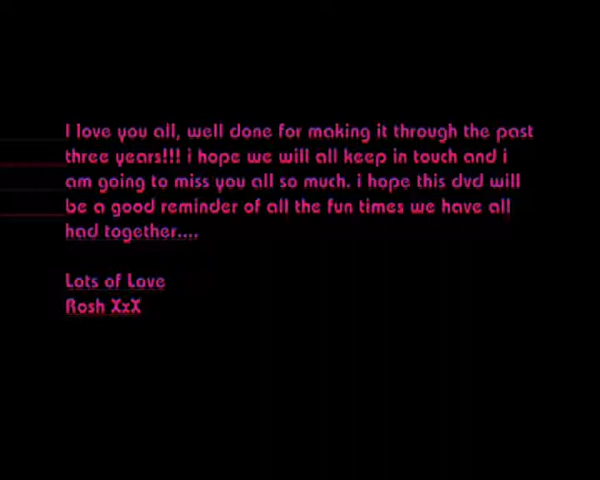 I love you all, well done for making it through the past
three years!!! i hope we will all keep in touch and i
am going to miss you all so much. i hope this dvd will
be a good reminder of all the fun times we have all
had together....
Lots of Love
Rosh XxX